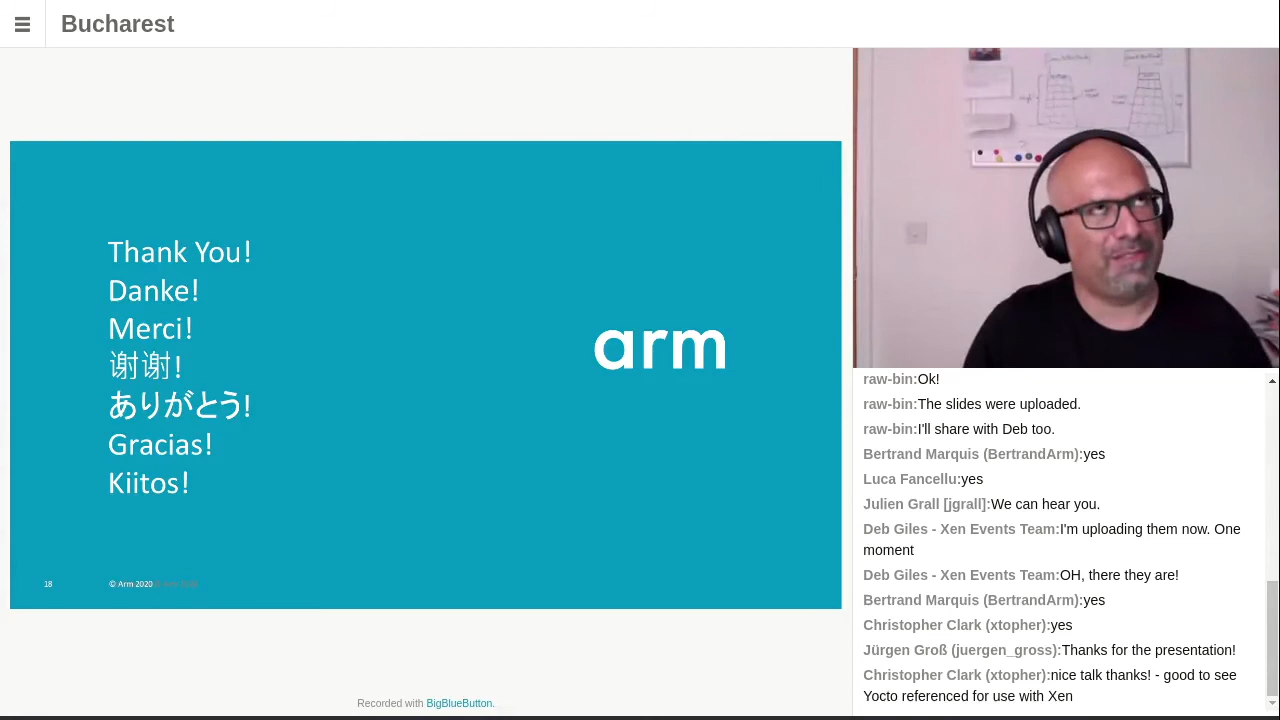 Bucharest
Thank You!
Danke!
Merci!
谢谢!
ありがとう!
Gracias!
Kiitos!
arm
18
© Arm 2020
Recorded with BigBlueButton.
raw-bin:Ok!
raw-bin:The slides were uploaded.
raw-bin:I'll share with Deb too.
Bertrand Marquis (BertrandArm):yes
Luca Fancellu:yes
Julien Grall [jgrall]:We can hear you.
Deb Giles - Xen Events Team:I'm uploading them now. One
moment
Deb Giles - Xen Events Team:OH, there they are!
Bertrand Marquis (BertrandArm):yes
Christopher Clark (xtopher):yes
Jürgen Groß (juergen_gross):Thanks for the presentation!
Christopher Clark (xtopher):nice talk thanks! - good to see
Yocto referenced for use with Xen